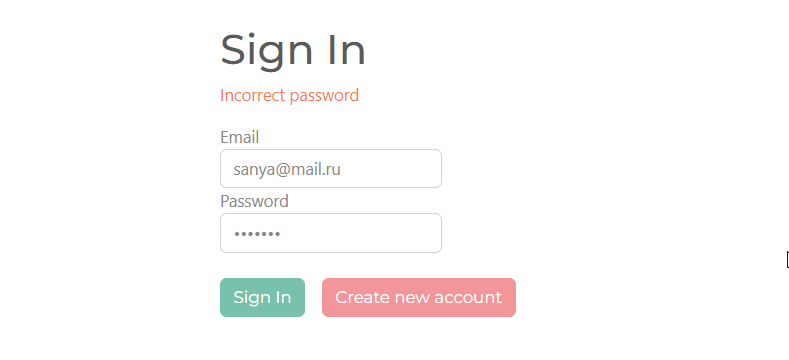 Sign In
Incorrect password
Email
sanya@mail.ru
Password
•••••••
Sign In Create new account